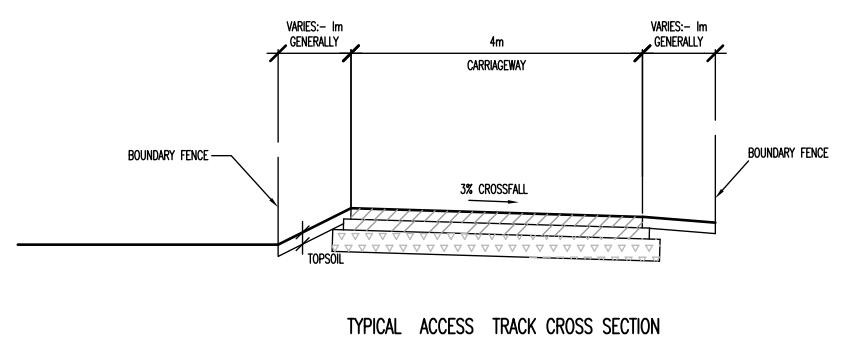 VARIES:- 1m
GENERALLY
4m
VARIES:- 1m
GENERALLY
CARRIAGEWAY
BOUNDARY FENCE
BOUNDARY FENCE
3% CROSSFALL
TOPSOIL
TYPICAL ACCESS TRACK CROSS SECTION